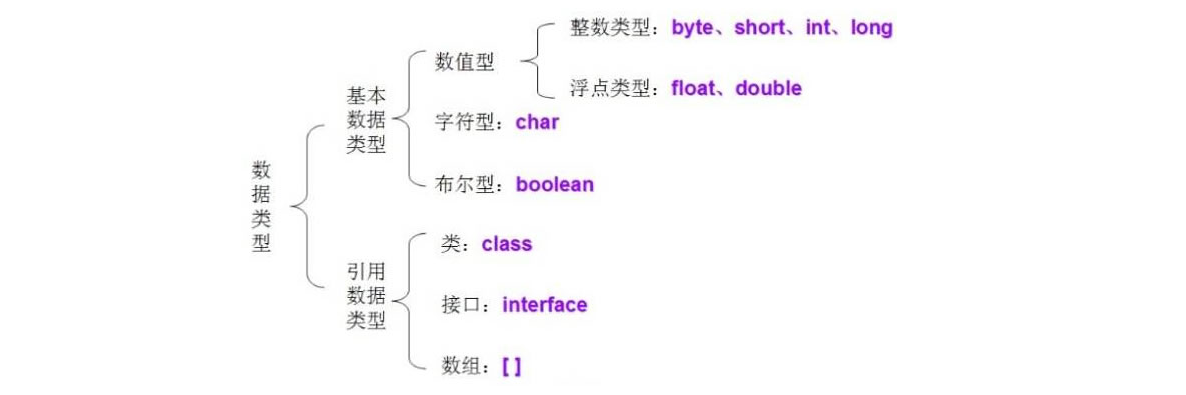 数据类型
基本数据类型
数值型
整数类型：byte、short、int、long
浮点类型：float、double
字符型：char
布尔型：boolean
引用数据类型
类：class
接口：interface
数组：[ ]